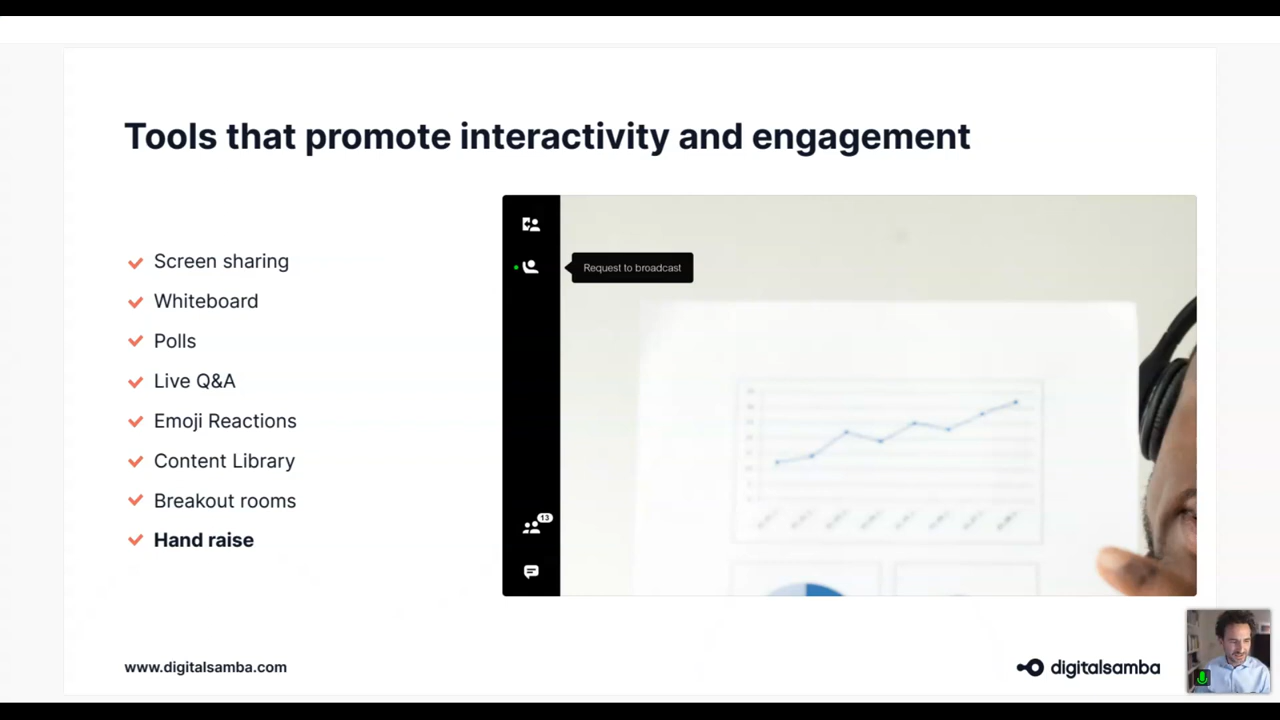 Tools that promote interactivity and engagement
Screen sharing
Whiteboard
Polls
Live Q&A
Emoji Reactions
Content Library
Breakout rooms
Hand raise
Request to broadcast
13
www.digitalsamba.com
digitalsamba